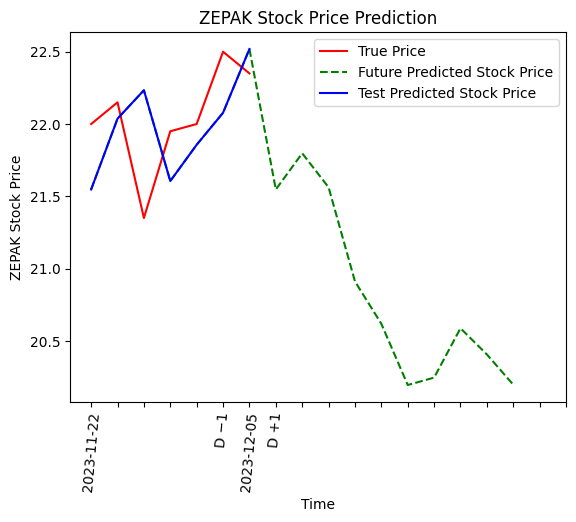 ZEPAK Stock Price Prediction
True Price
Future Predicted Stock Price
Test Predicted Stock Price
ZEPAK Stock Price
22.5
22.0
21.5
21.0
20.5
2023-11-22
D −1
2023-12-05
D +1
Time